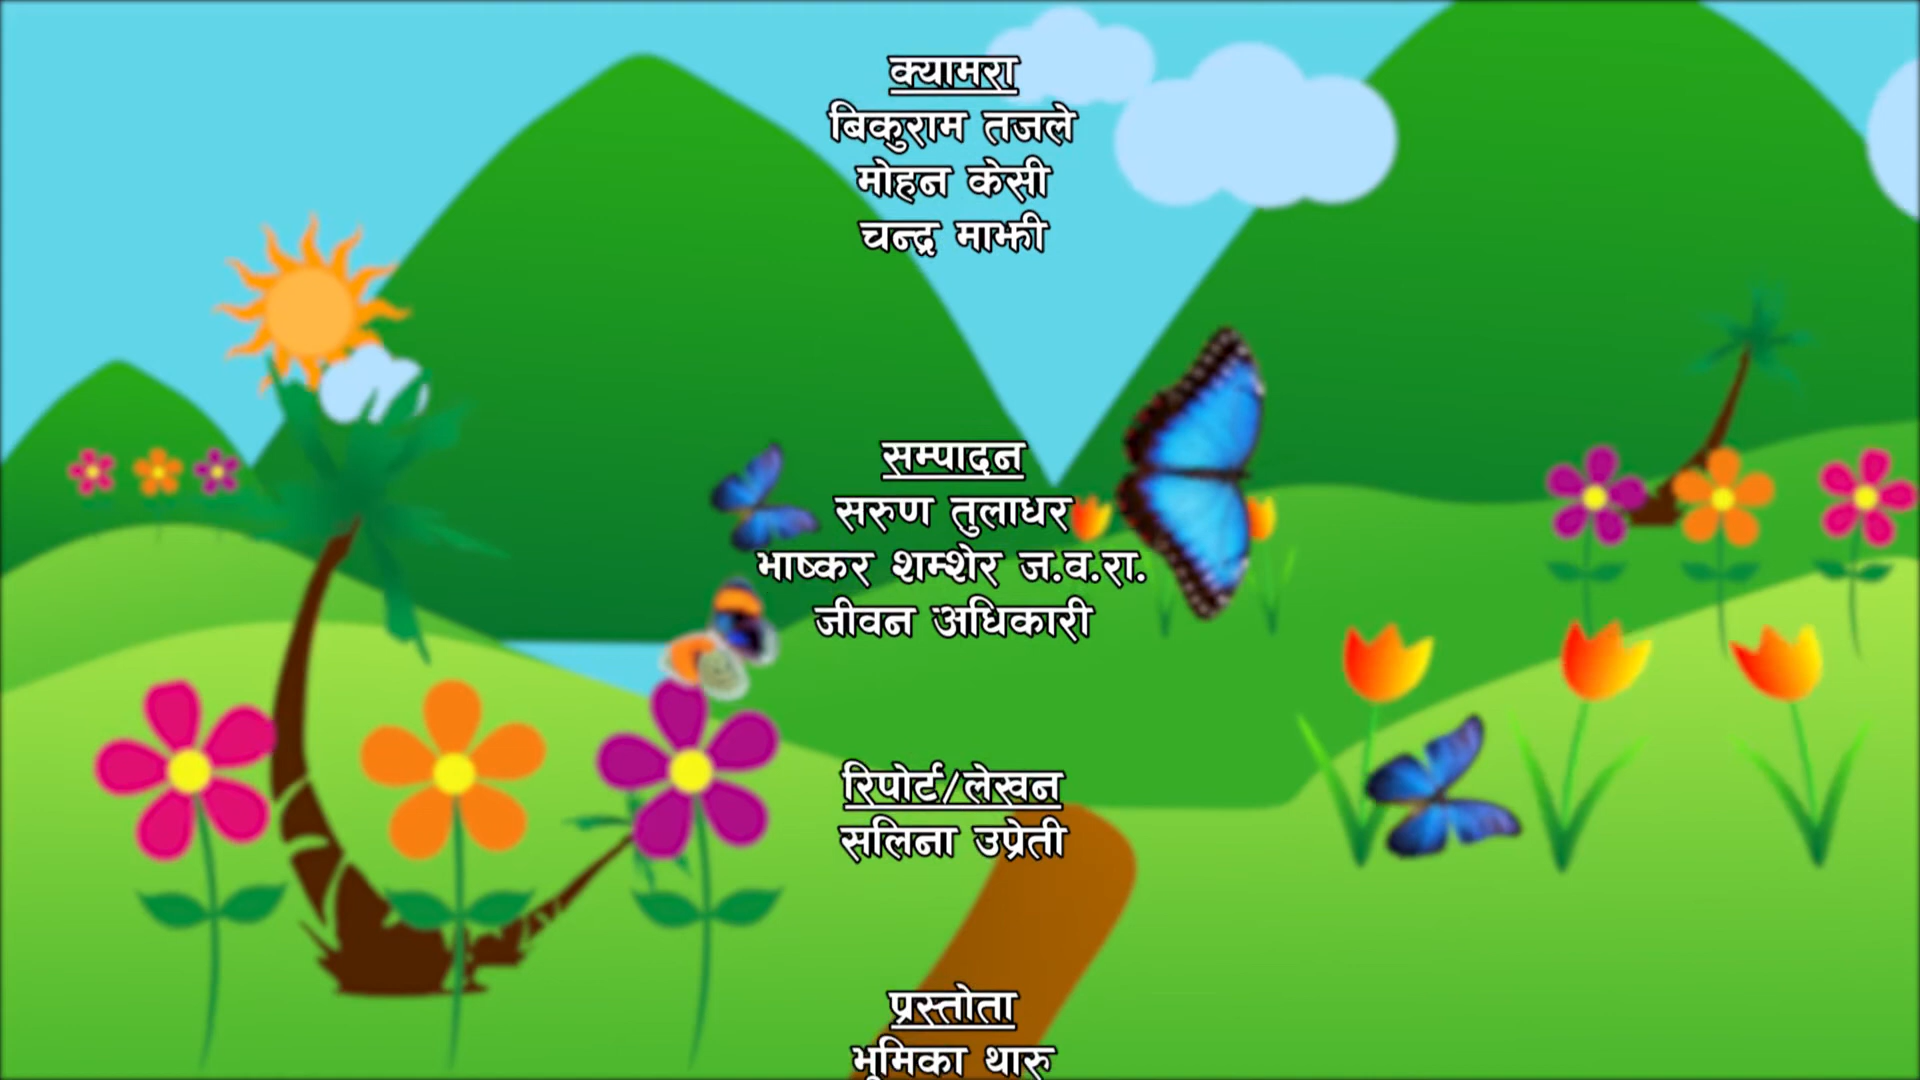 क्यामरा
बिकुराम तजले
मोहन केसी
चन्द्र माझी
सम्पादन
सरुण तुलाधर
भाष्कर शम्शेर ज.व.रा.
जीवन अधिकारी
रिपोर्ट/लेखन
सलिना उप्रेती
प्रस्तोता
भूमिका थारु